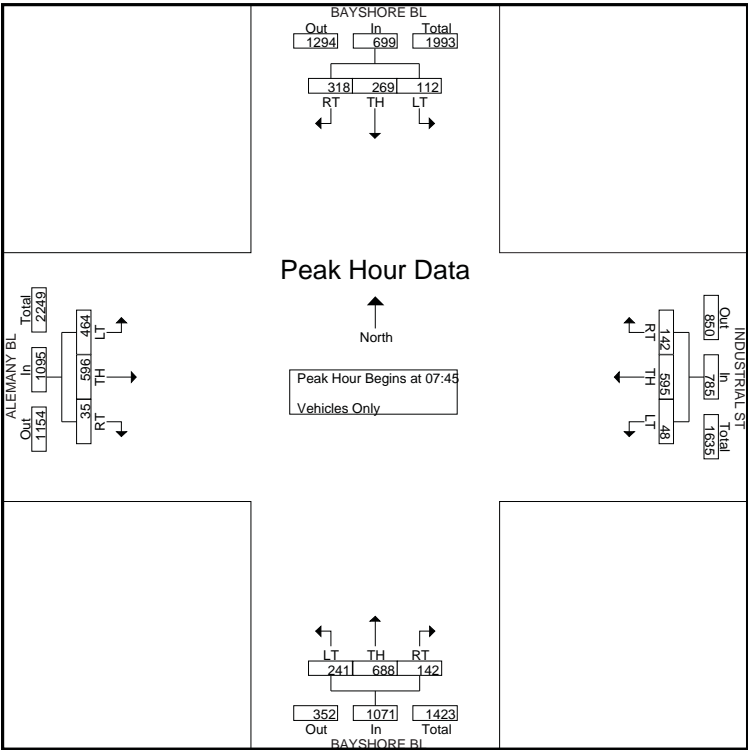 BAYSHORE BL
Out In Total
1294 699 1993
318 269 112
RT TH LT
Peak Hour Data
North
Peak Hour Begins at 07:45
Vehicles Only
ALEMANY BL
Out In Total
1154 1095 2249
RT TH LT
35 596 464
INDUSTRIAL ST
Out In Total
850 785 1635
142 595 48
RT TH LT
LT TH RT
241 688 142
352 1071 1423
Out In Total
BAYSHORE BL